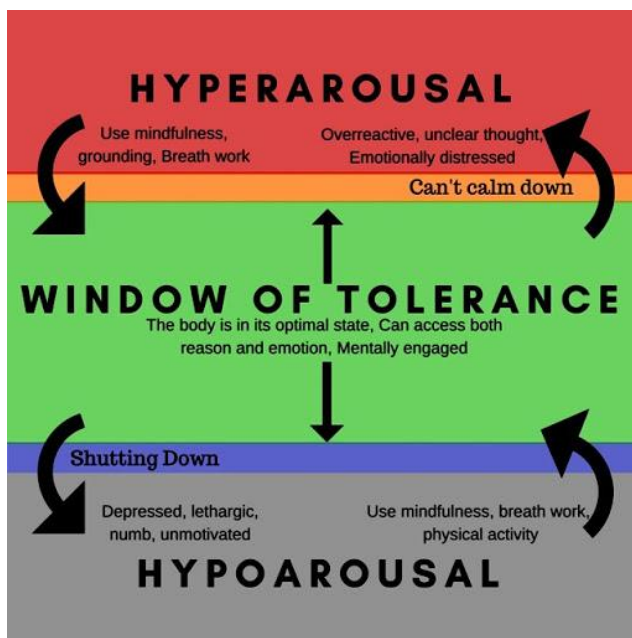 HYPERAROUSAL
Use mindfulness,
grounding, Breath work
Overreactive, unclear thought,
Emotionally distressed
Can't calm down
WINDOW OF TOLERANCE
The body is in its optimal state, Can access both
reason and emotion, Mentally engaged
Shutting Down
Depressed, lethargic,
numb, unmotivated
Use mindfulness, breath work,
physical activity
HYPOAROUSAL